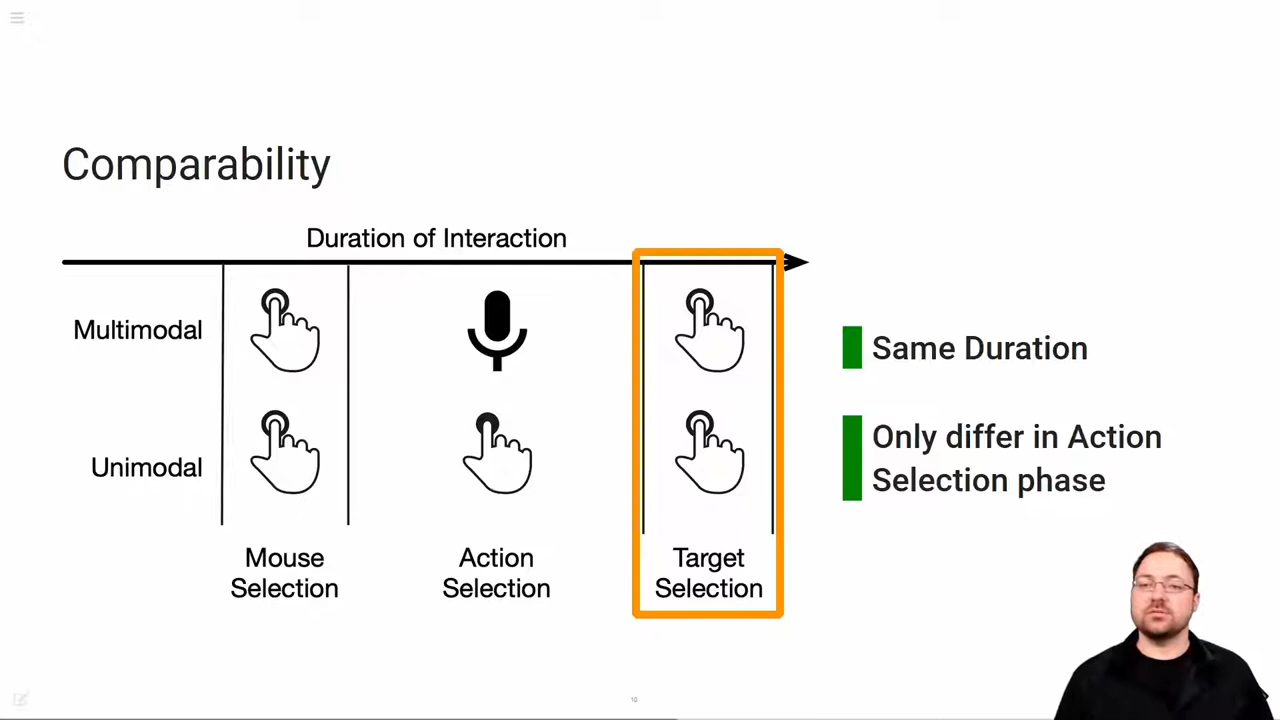 Comparability
Duration of Interaction
Multimodal
Unimodal
Mouse
Selection
Action
Selection
Target
Selection
Same Duration
Only differ in Action
Selection phase
10